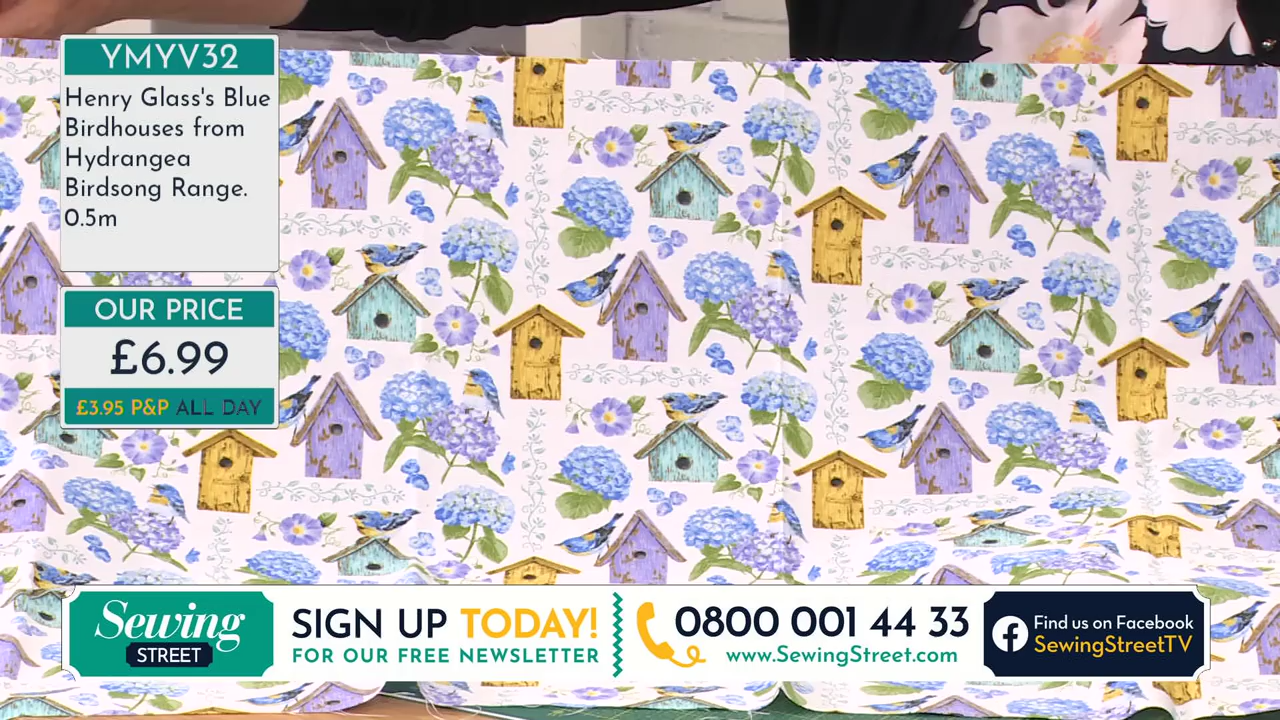 YMYV32
Henry Glass's Blue
Birdhouses from
Hydrangea
Birdsong Range.
0.5m
OUR PRICE
£6.99
£3.95 P&P ALL DAY
Sewing
STREET
SIGN UP TODAY!
FOR OUR FREE NEWSLETTER
0800 001 44 33
www.SewingStreet.com
Find us on Facebook
SewingStreetTV